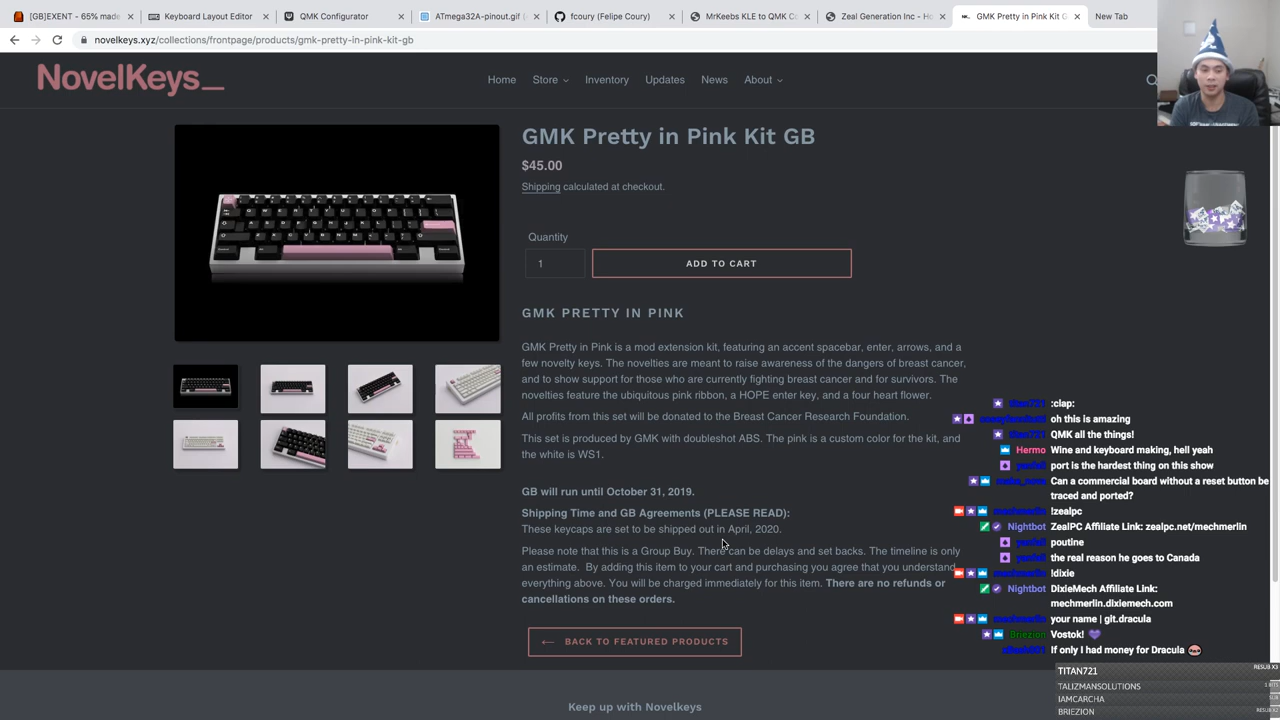 [GB]EXENT - 65% made
Keyboard Layout Editor
QMK Configurator
ATmega32A-pinout.gif
fcoury (Felipe Coury)
MrKeebs KLE to QMK Co
Zeal Generation Inc - Ho
GMK Pretty in Pink Kit G
New Tab
novelkeys.xyz/collections/frontpage/products/gmk-pretty-in-pink-kit-gb
NovelKeys_
Home
Store
Inventory
Updates
News
About
GMK Pretty in Pink Kit GB
$45.00
Shipping calculated at checkout.
Quantity
1
ADD TO CART
GMK PRETTY IN PINK
GMK Pretty in Pink is a mod extension kit, featuring an accent spacebar, enter, arrows, and a
few novelty keys. The novelties are meant to raise awareness of the dangers of breast cancer,
and to show support for those who are currently fighting breast cancer and for survivors. The
novelties feature the ubiquitous pink ribbon, a HOPE enter key, and a four heart flower.
All profits from this set will be donated to the Breast Cancer Research Foundation.
This set is produced by GMK with doubleshot ABS. The pink is a custom color for the kit, and
the white is WS1.
GB will run until October 31, 2019.
Shipping Time and GB Agreements (PLEASE READ):
These keycaps are set to be shipped out in April, 2020.
Please note that this is a Group Buy. There can be delays and set backs. The timeline is only
an estimate. By adding this item to your cart and purchasing you agree that you understand
everything above. You will be charged immediately for this item. There are no refunds or
cancellations on these orders.
BACK TO FEATURED PRODUCTS
Keep up with Novelkeys
titan721 :clap:
oh this is amazing
titan721 QMK all the things!
Hermo Wine and keyboard making, hell yeah
port is the hardest thing on this show
Can a commercial board without a reset button be
traced and ported?
mechmerlin !zealpc
Nightbot ZealPC Affiliate Link: zealpc.net/mechmerlin
poutine
the real reason he goes to Canada
mechmerlin !dixie
Nightbot DixieMech Affiliate Link:
mechmerlin.dixiemech.com
mechmerlin your name | git.dracula
Briezion Vostok!
If only I had money for Dracula
TITAN721
RESUB X3
TALIZMANSOLUTIONS
IAMCARCHA
BRIEZION